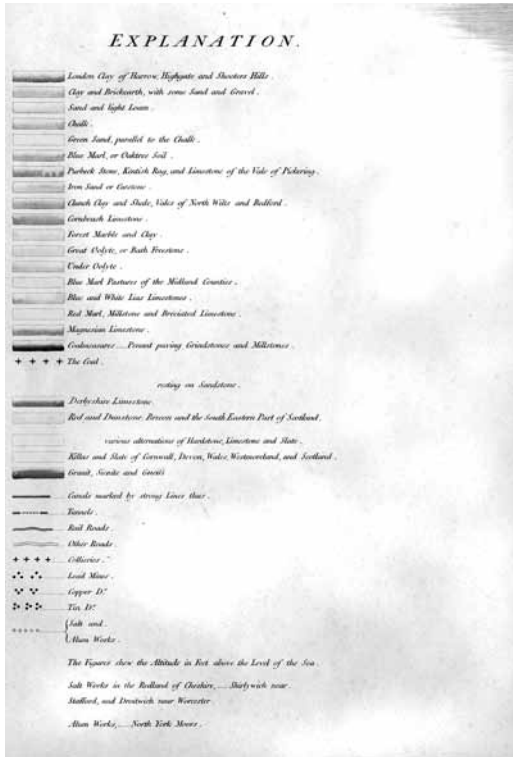 EXPLANATION.
London Clay of Harrow, Highgate and Shooters Hills.
Clay and Brickearth, with some Sand and Gravel.
Sand and light Loam.
Chalk.
Green Sand, parallel to the Chalk.
Blue Marl, or Oaktree Soil.
Purbeck Stone, Kentish Rag, and Limestone of the Vale of Pickering.
Iron Sand or Carstone.
Clunch Clay and Shale, Vales of North Wilts and Bedford.
Cornbrash Limestone.
Forest Marble and Clay.
Great Oolyte, or Bath Freestone.
Under Oolyte.
Blue Marl Pastures of the Midland Counties.
Blue and White Lias Limestones.
Red Marl, Millstone and Breciated Limestone.
Magnesian Limestone.
Coalmeasures....Penant paving Grindstones and Millstones.
The Coal.
resting on Sandstone.
Derbyshire Limestone.
Red and Dunstone, Brecon and the South Eastern Part of Scotland.
various alternations of Hardstone, Limestone and Slate.
Killas and Slate of Cornwall, Devon, Wales, Westmoreland, and Scotland.
Granit, Sienite and Gneiss
Canals marked by strong Lines thus.
Tunnels.
Rail Roads.
Other Roads.
Collieries.
Lead Mines.
Copper Do.
Tin Do.
Salt and.
Alum Works.
The Figures shew the Altitude in Feet above the Level of the Sea.
Salt Works in the Redland of Cheshire,....Shirlywich near.
Stafford, and Droitwich near Worcester
Alum Works,....North York Moors.